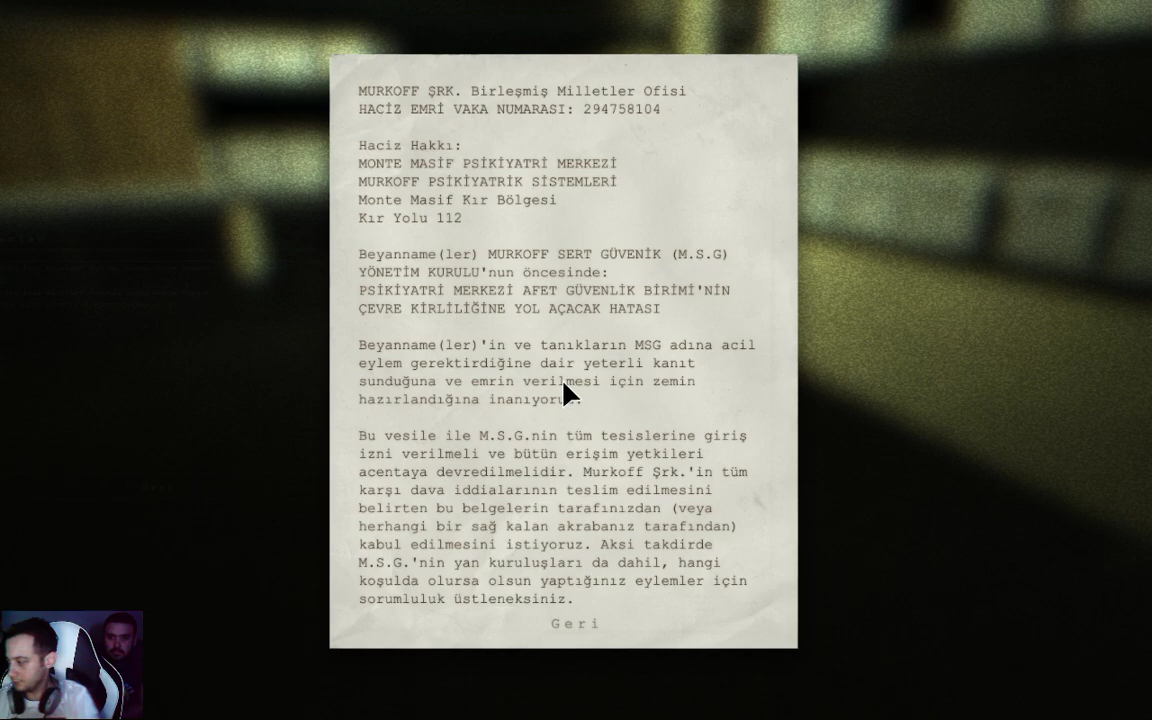 MURKOFF ŞRK. Birleşmiş Milletler Ofisi
HACİZ EMRİ VAKA NUMARASI: 294758104
Haciz Hakkı:
MONTE MASİF PSİKİYATRİ MERKEZİ
MURKOFF PSİKİYATRİK SİSTEMLERİ
Monte Masif Kır Bölgesi
Kır Yolu 112
Beyanname(ler) MURKOFF SERT GÜVENİK (M.S.G)
YÖNETİM KURULU'nun öncesinde:
PSİKİYATRİ MERKEZİ AFET GÜVENLİK BİRİMİ'NİN
ÇEVRE KİRLİLİĞİNE YOL AÇACAK HATASI
Beyanname(ler)'in ve tanıkların MSG adına acil
eylem gerektirdiğine dair yeterli kanıt
sunduğuna ve emrin verilmesi için zemin
hazırlandığına inanıyoruz.
Bu vesile ile M.S.G.nin tüm tesislerine giriş
izni verilmeli ve bütün erişim yetkileri
acentaya devredilmelidir. Murkoff Şrk.'in tüm
karşı dava iddialarının teslim edilmesini
belirten bu belgelerin tarafınızdan (veya
herhangi bir sağ kalan akrabanız tarafından)
kabul edilmesini istiyoruz. Aksi takdirde
M.S.G.'nin yan kuruluşları da dahil, hangi
koşulda olursa olsun yaptığınız eylemler için
sorumluluk üstleneksiniz.
Geri